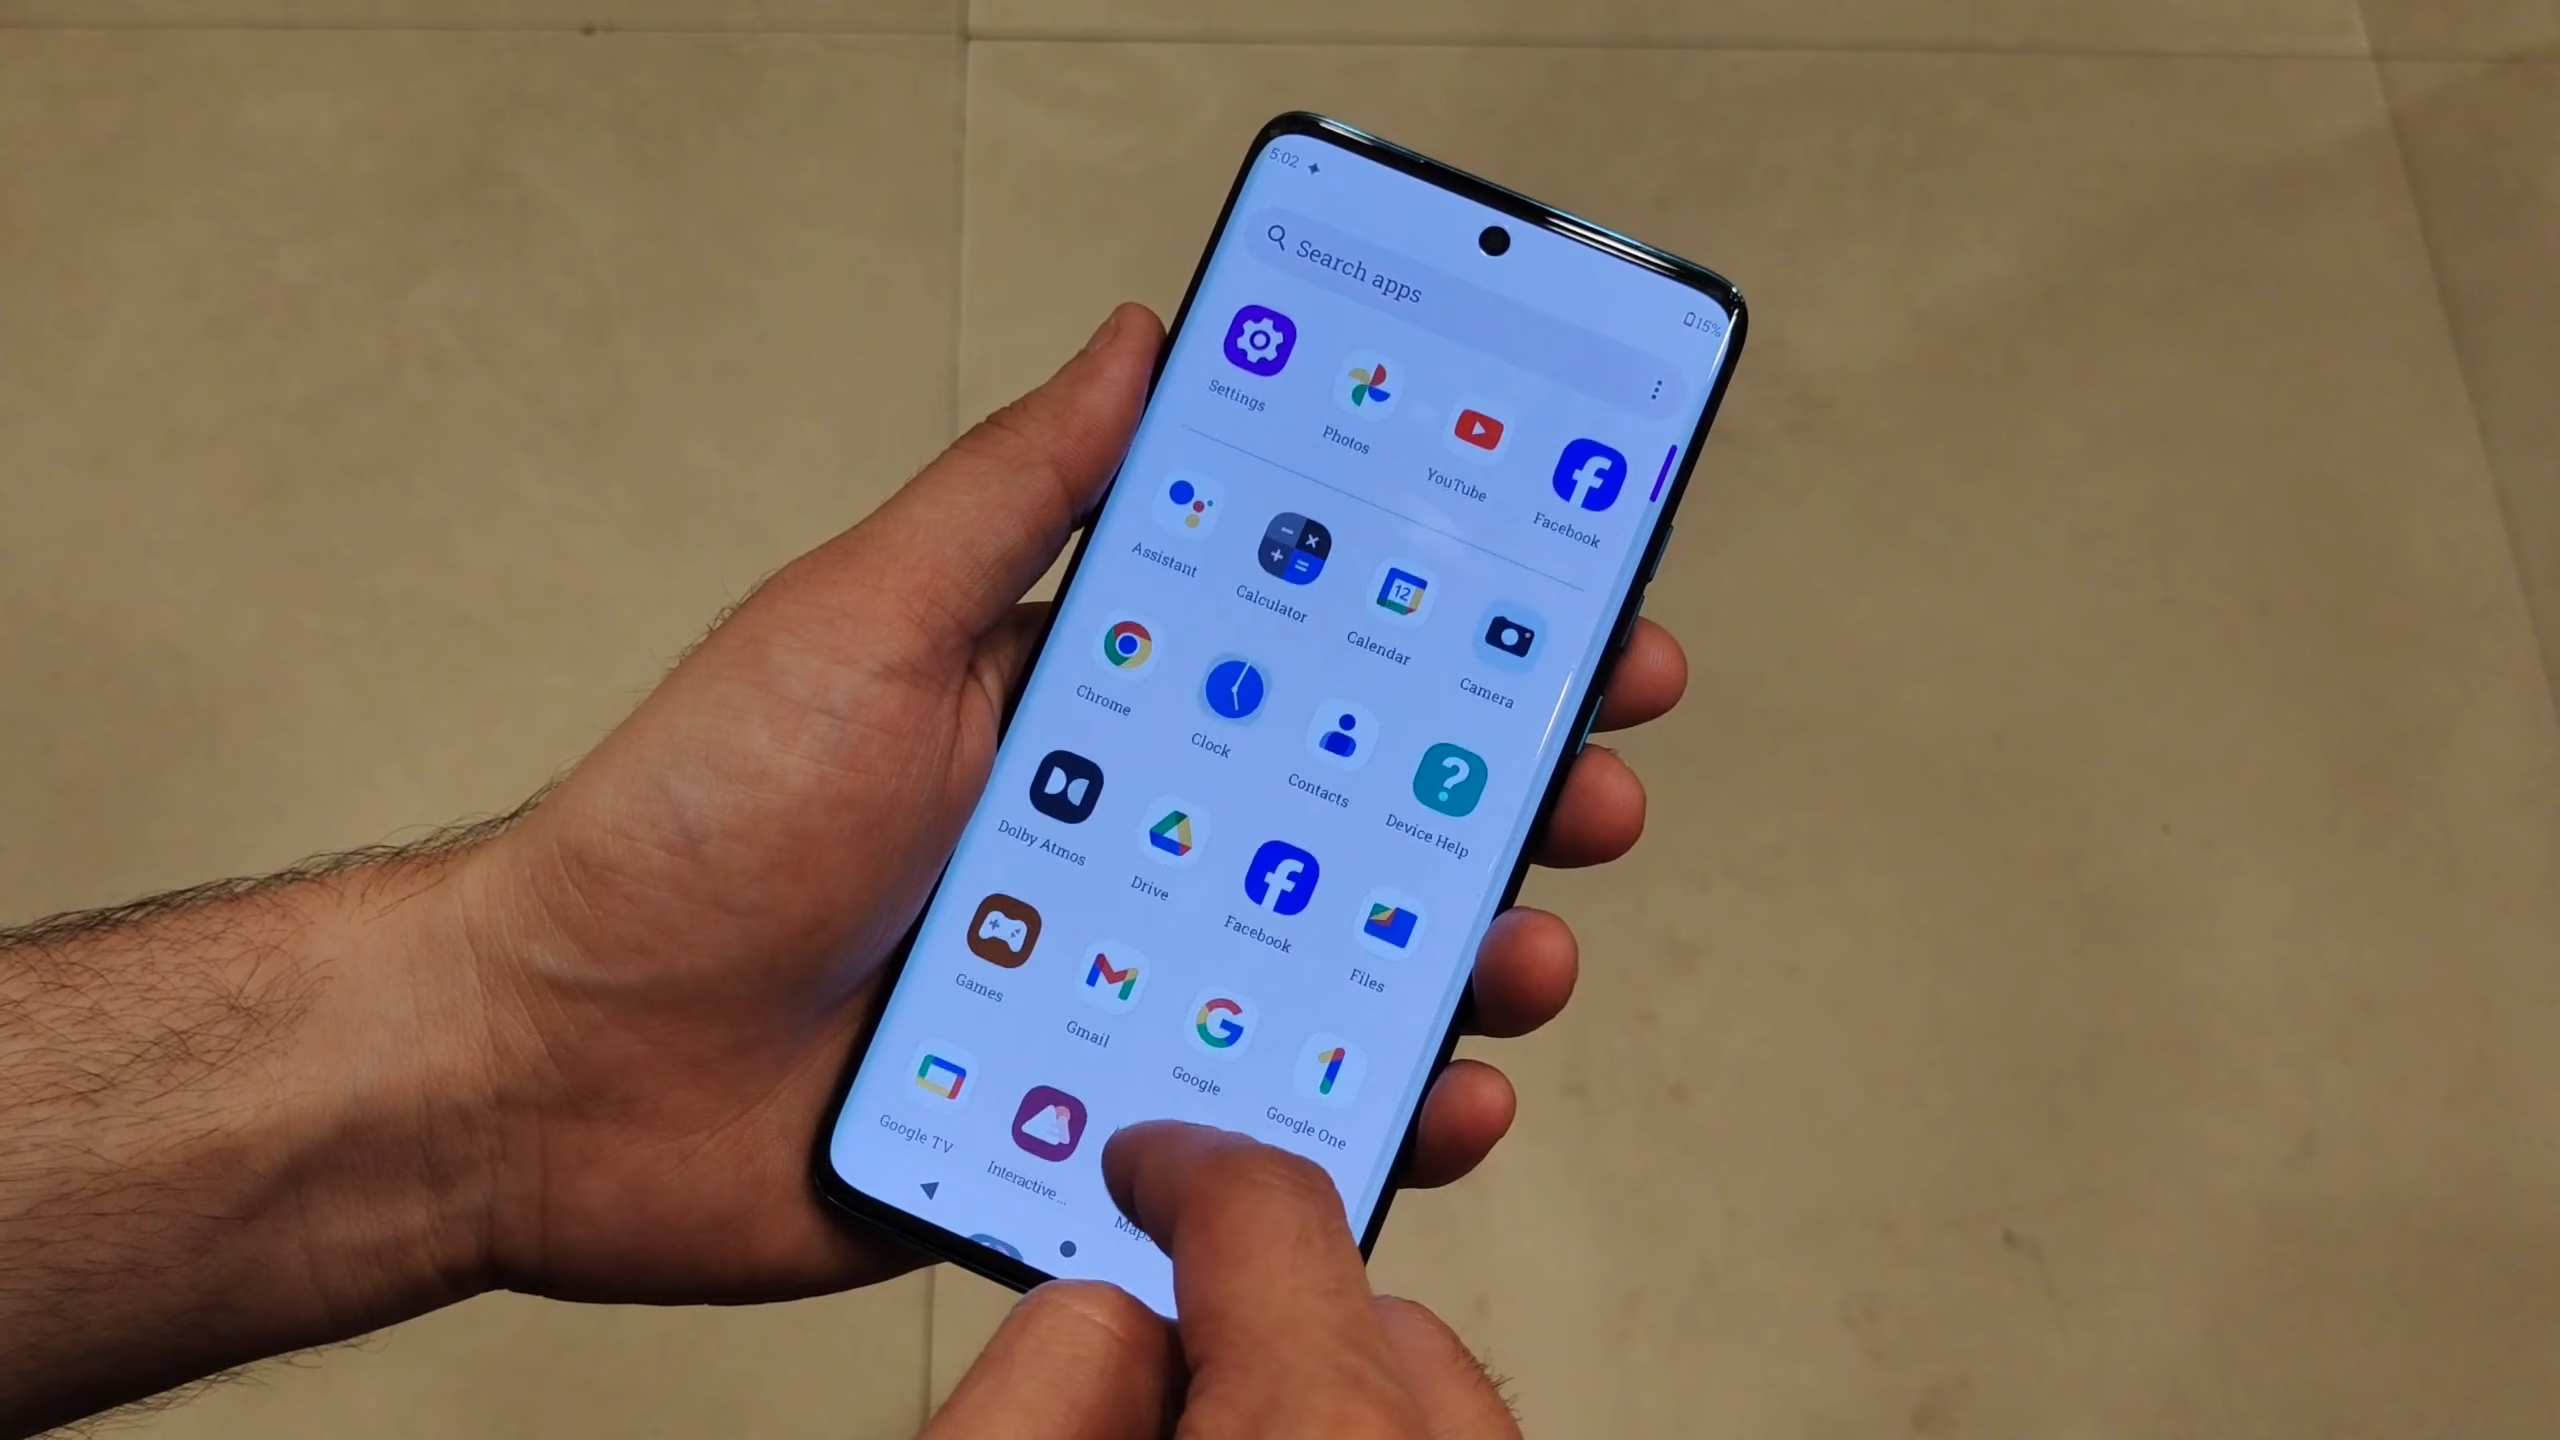 5:02
15%
Search apps
Settings
Photos
YouTube
Facebook
Assistant
Calculator
12
Calendar
Camera
Chrome
Clock
Contacts
Device Help
Dolby Atmos
Drive
Facebook
Files
Games
Gmail
Google
Google One
Google TV
Interactive...
Maps